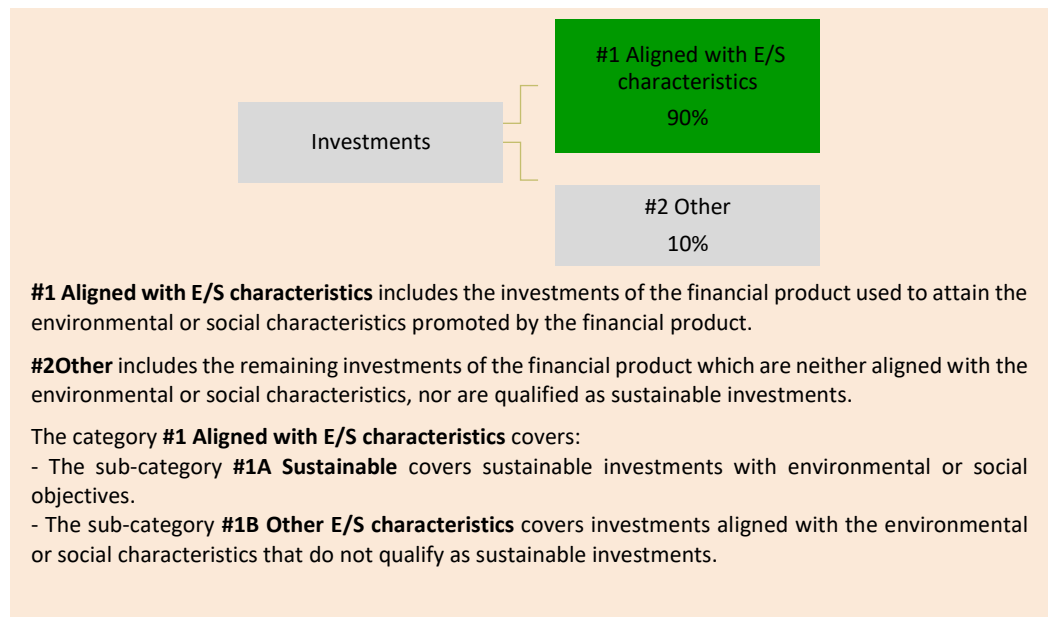 #1 Aligned with E/S
characteristics
90%
Investments
#2 Other
10%
#1 Aligned with E/S characteristics includes the investments of the financial product used to attain the
environmental or social characteristics promoted by the financial product.
#2Other includes the remaining investments of the financial product which are neither aligned with the
environmental or social characteristics, nor are qualified as sustainable investments.
The category #1 Aligned with E/S characteristics covers:
- The sub-category #1A Sustainable covers sustainable investments with environmental or social
objectives.
- The sub-category #1B Other E/S characteristics covers investments aligned with the environmental
or social characteristics that do not qualify as sustainable investments.